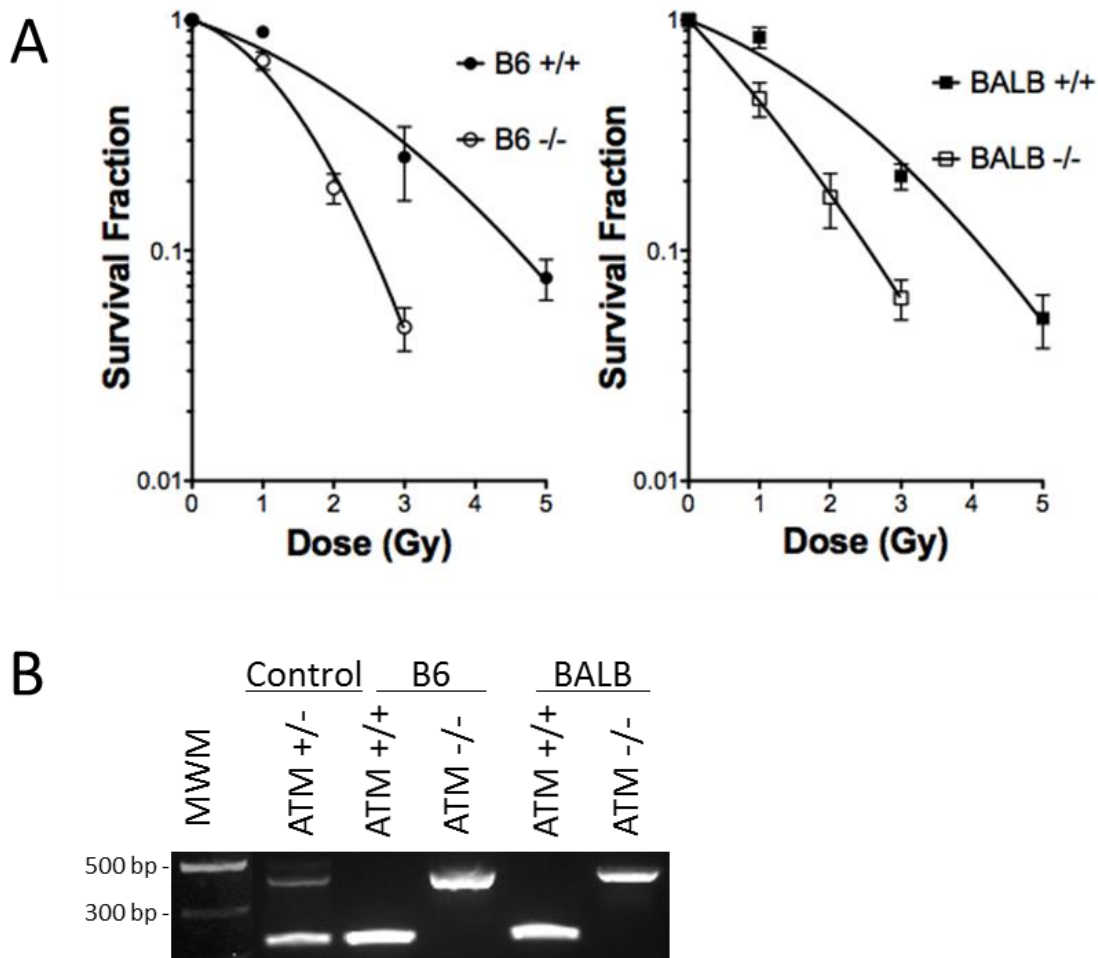 A
Survival Fraction
1
0.1
0.01
0 1 2 3 4 5
Dose (Gy)
B6 +/+
B6 -/-
Survival Fraction
1
0.1
0.01
0 1 2 3 4 5
Dose (Gy)
BALB +/+
BALB -/-
B
Control B6 BALB
MWM
ATM +/-
ATM +/+
ATM -/-
ATM +/+
ATM -/-
500 bp -
300 bp -